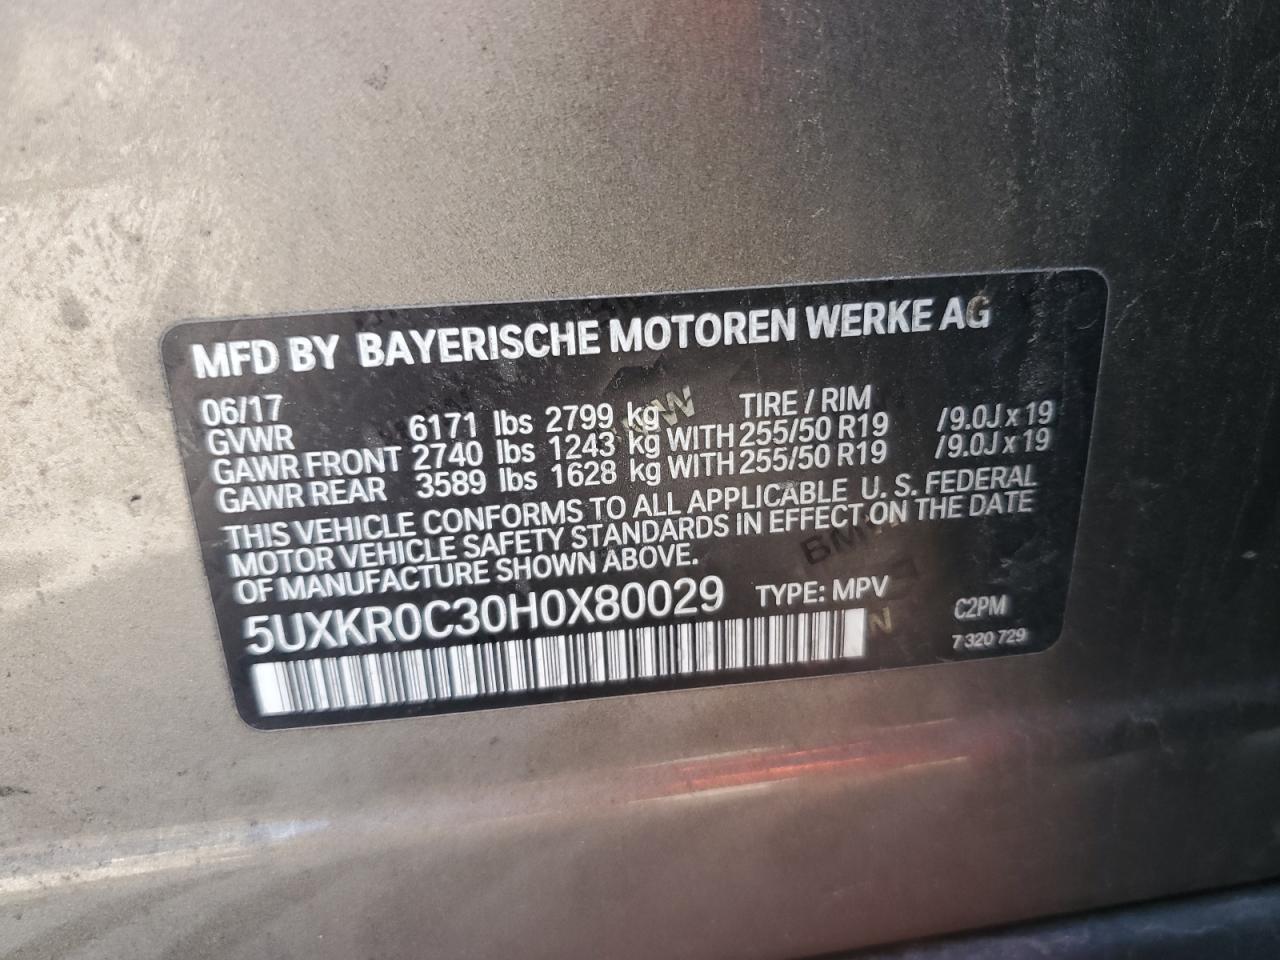 MFD BY BAYERISCHE MOTOREN WERKE AG
06/17
GVWR 6171 lbs 2799 kg TIRE / RIM
GAWR FRONT 2740 lbs 1243 kg WITH 255/50 R19 /9.0J x 19
GAWR REAR 3589 lbs 1628 kg WITH 255/50 R19 /9.0J x 19
THIS VEHICLE CONFORMS TO ALL APPLICABLE U. S. FEDERAL
MOTOR VEHICLE SAFETY STANDARDS IN EFFECT ON THE DATE
OF MANUFACTURE SHOWN ABOVE.
5UXKR0C30H0X80029 TYPE: MPV
C2PM
7 320 729